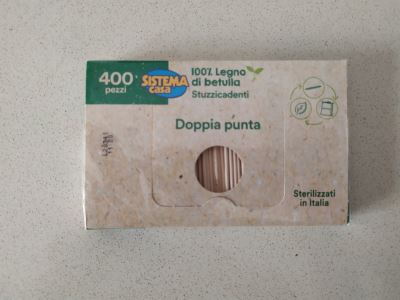 400
pezzi
SISTEMA
casa
100% Legno
di betulla
Stuzzicadenti
Doppia punta
Sterilizzati
in Italia